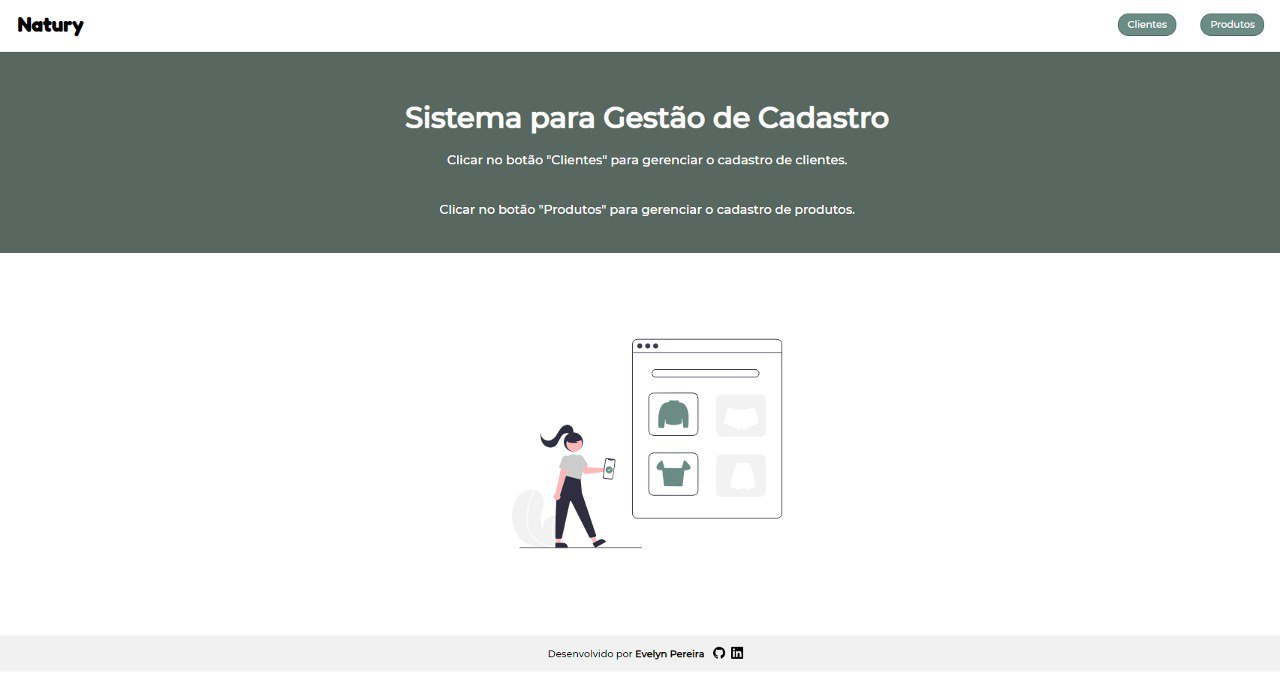 Natury
Clientes
Produtos
Sistema para Gestão de Cadastro
Clicar no botão "Clientes" para gerenciar o cadastro de clientes.
Clicar no botão "Produtos" para gerenciar o cadastro de produtos.
Desenvolvido por Evelyn Pereira